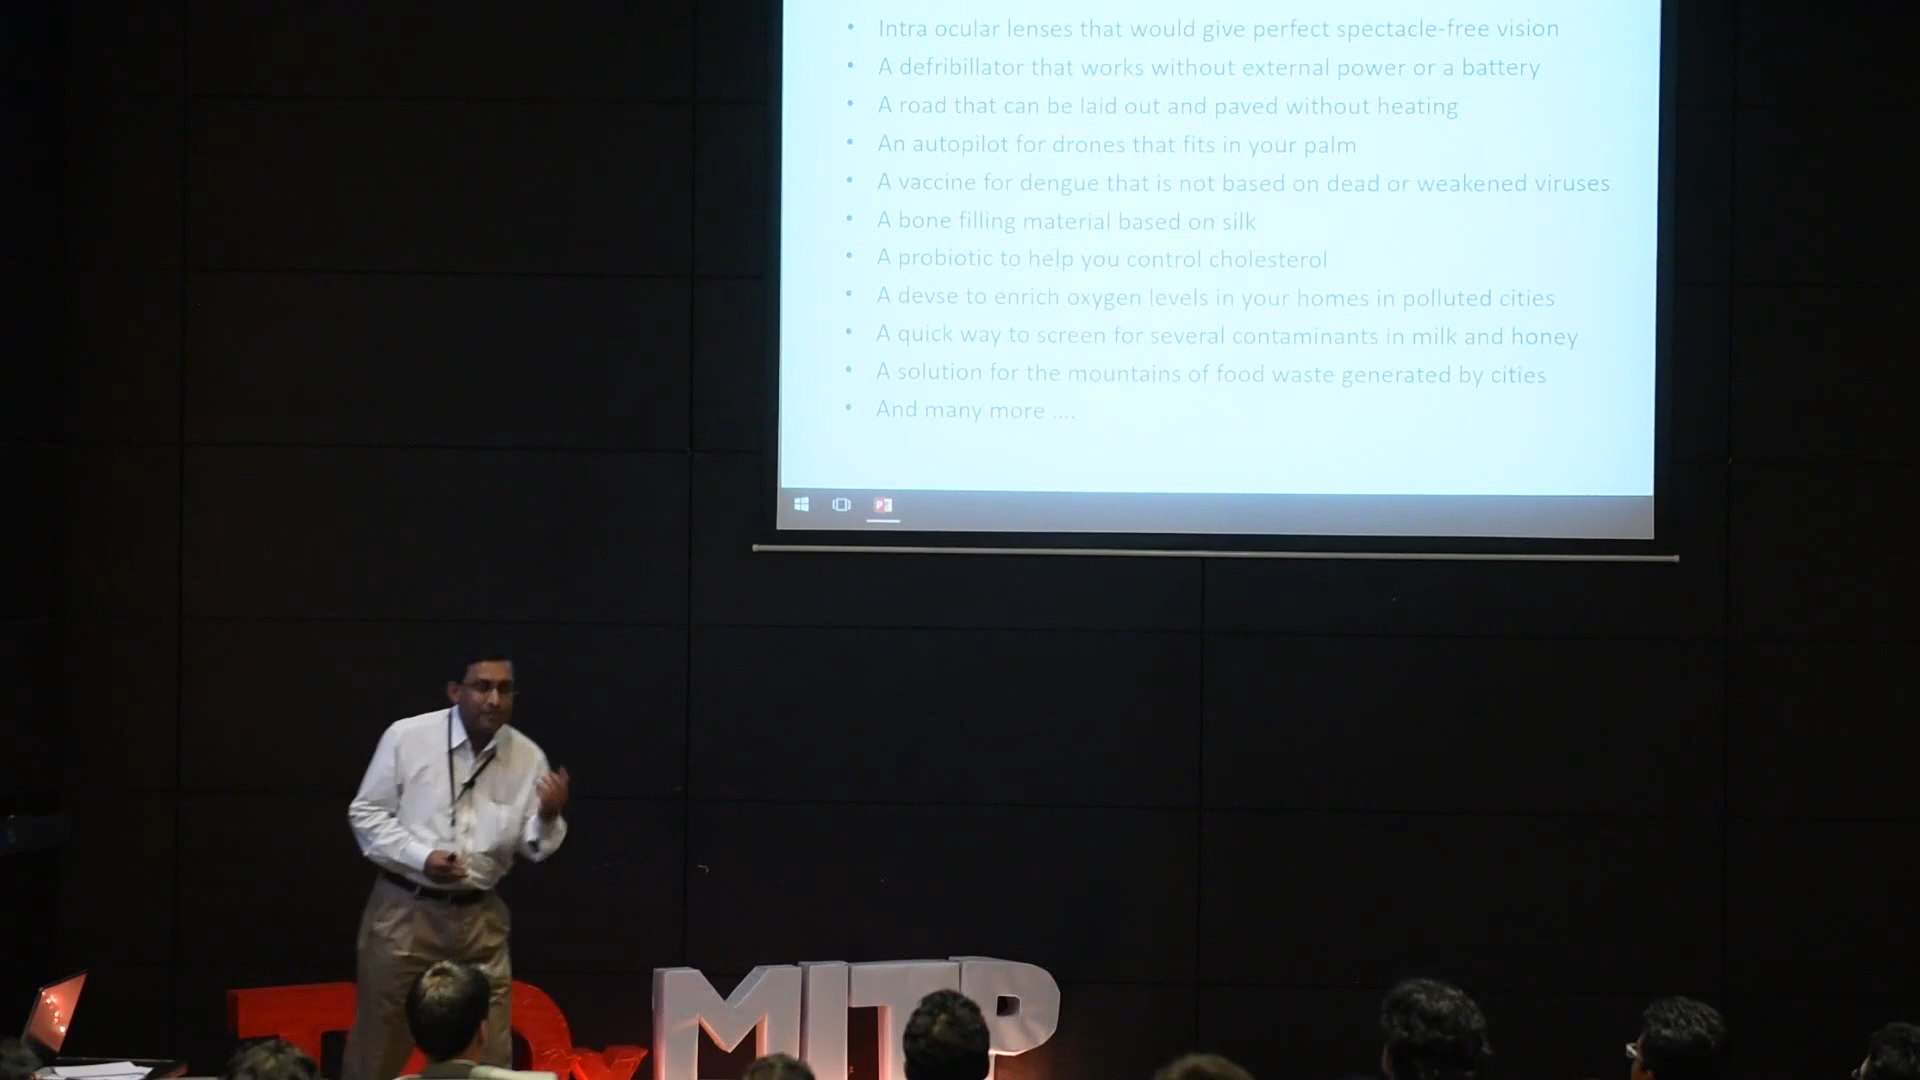 • Intra ocular lenses that would give perfect spectacle-free vision
• A defribillator that works without external power or a battery
• A road that can be laid out and paved without heating
• An autopilot for drones that fits in your palm
• A vaccine for dengue that is not based on dead or weakened viruses
• A bone filling material based on silk
• A probiotic to help you control cholesterol
• A devse to enrich oxygen levels in your homes in polluted cities
• A quick way to screen for several contaminants in milk and honey
• A solution for the mountains of food waste generated by cities
• And many more ....
P
MITP